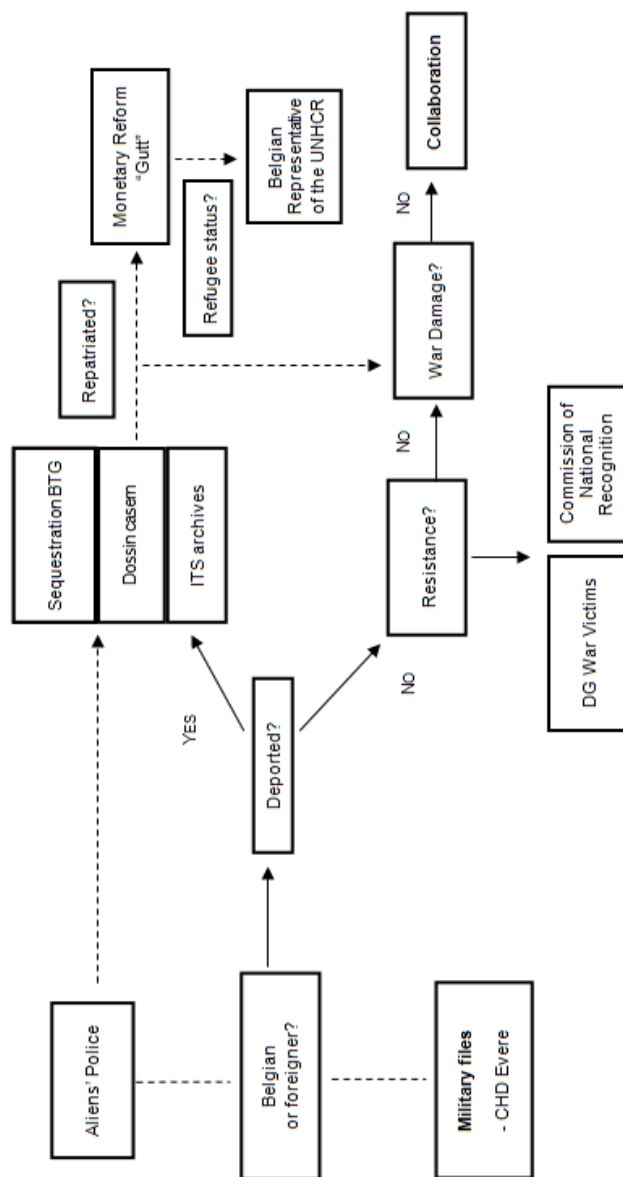 Aliens' Police
Belgian
or foreigner?
Military files
- CHD Evere
Deported?
YES
NO
Sequestration BTG
Dossin casern
ITS archives
Repatriated?
Monetary Reform
"Gutt"
Refugee status?
Belgian
Representative
of the UNHCR
Resistance?
NO
War Damage?
NO
Collaboration
DG War Victims
Commission of
National
Recognition